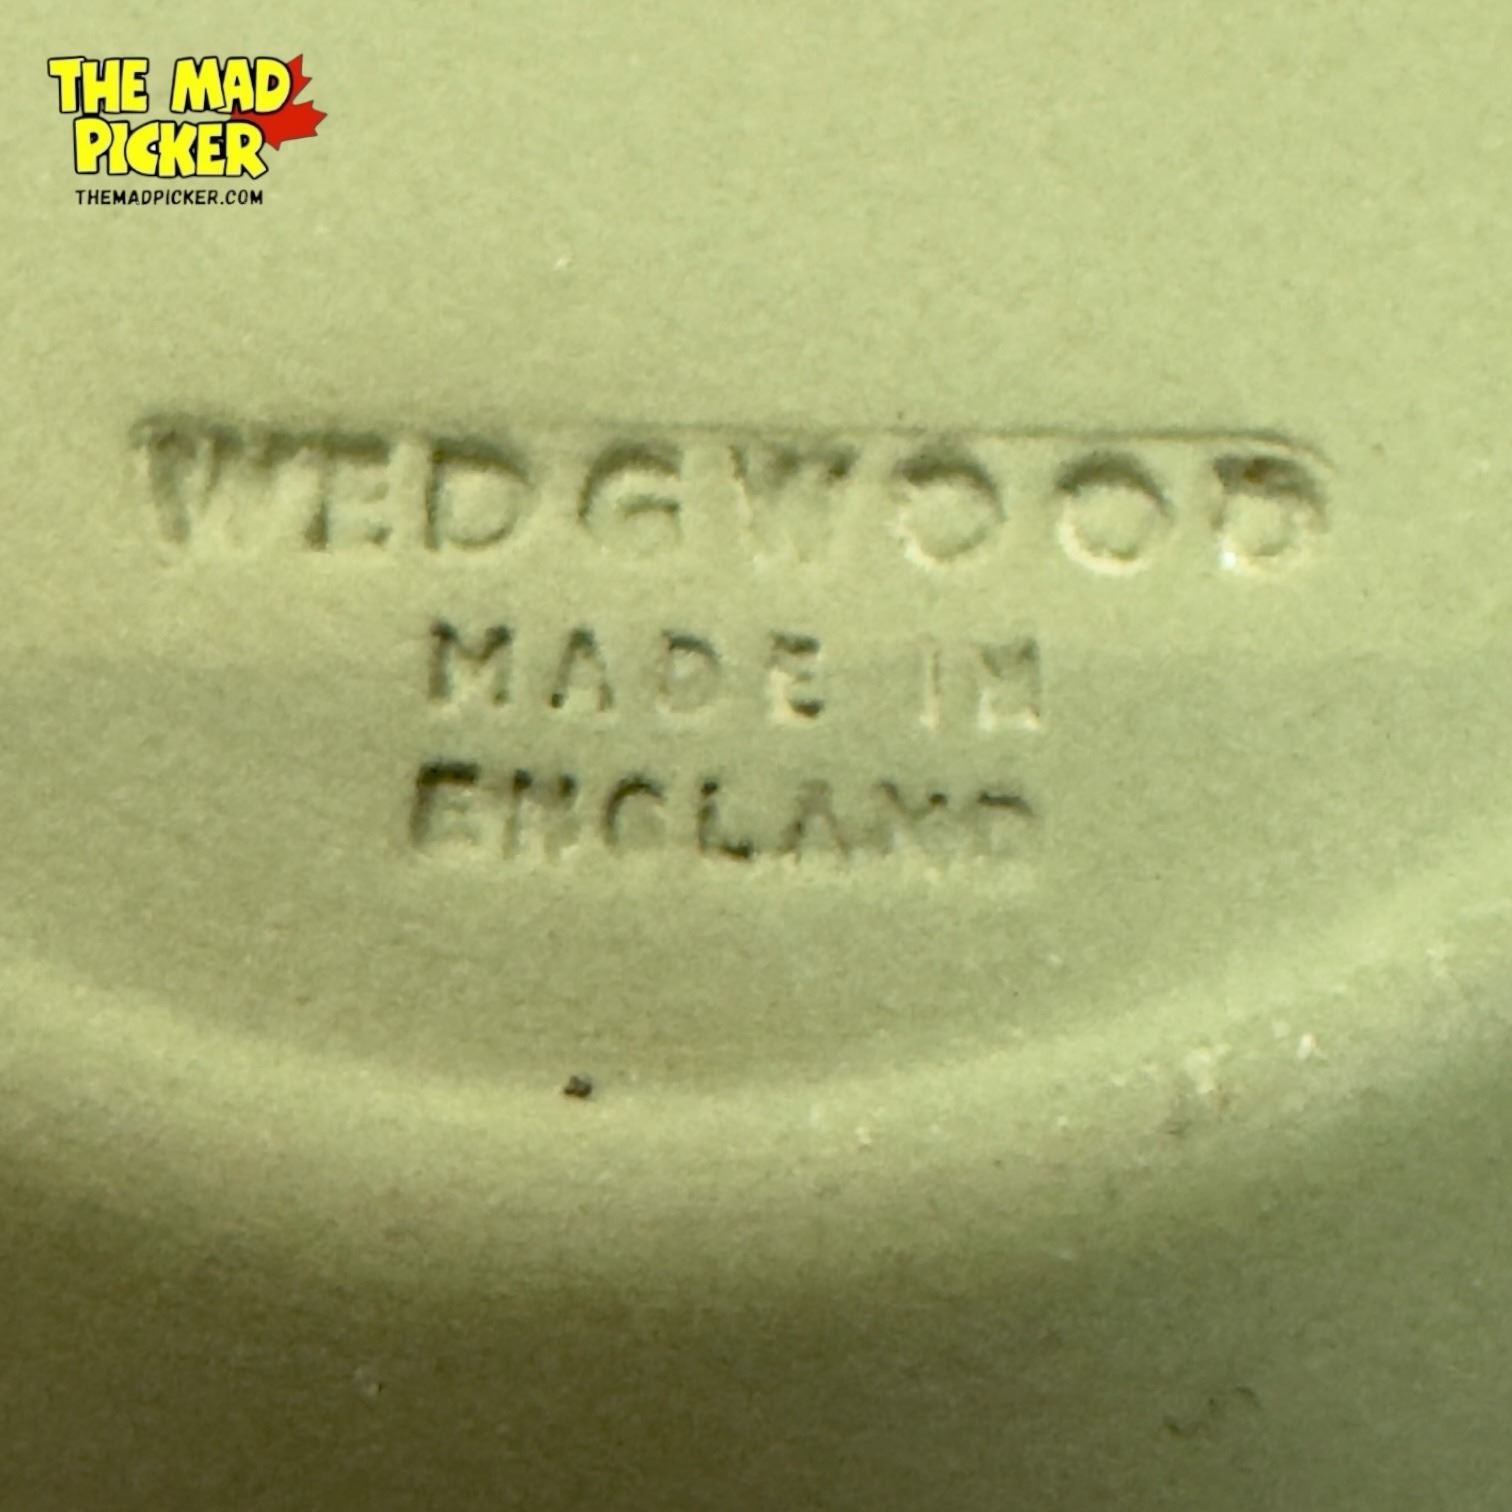 THE MAD
PICKER
THEMADPICKER.COM
WEDGWOOD
MADE IN
ENGLAND